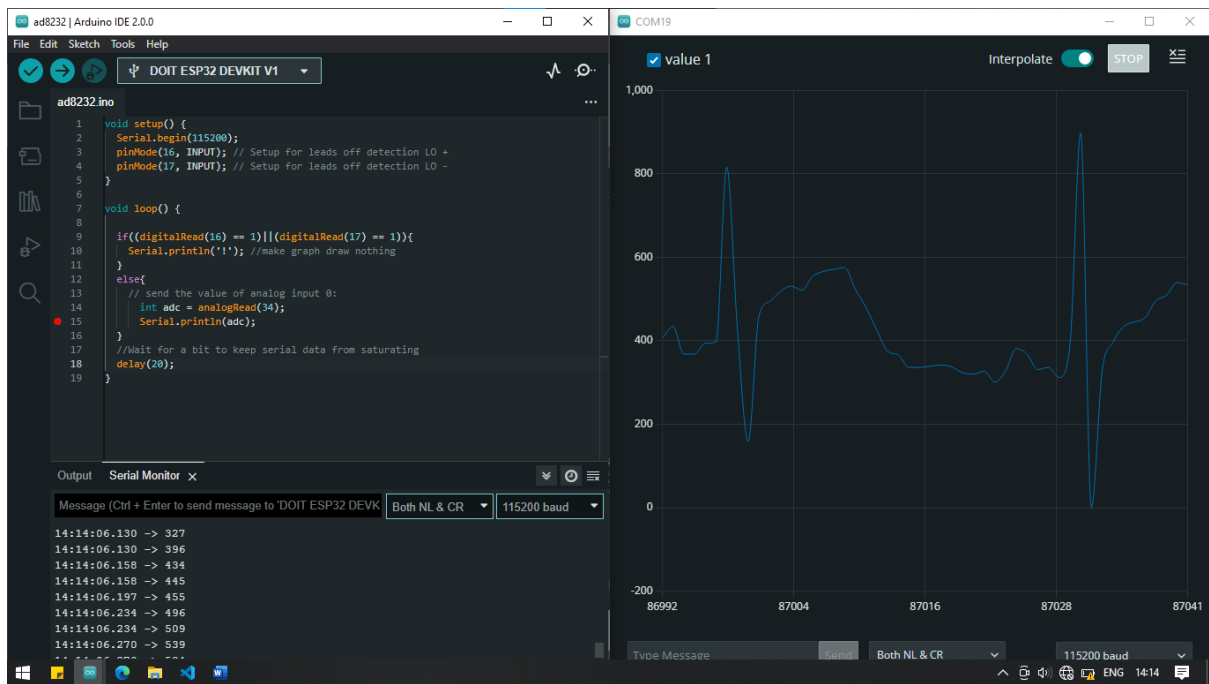 ad8232 | Arduino IDE 2.0.0
File Edit Sketch Tools Help
DOIT ESP32 DEVKIT V1
ad8232.ino
1 void setup() {
2 Serial.begin(115200);
3 pinMode(16, INPUT); // Setup for leads off detection LO +
4 pinMode(17, INPUT); // Setup for leads off detection LO -
5 }
6
7 void loop() {
8
9 if((digitalRead(16) == 1)||(digitalRead(17) == 1)){
10 Serial.println('!'); //make graph draw nothing
11 }
12 else{
13 // send the value of analog input 0:
14 int adc = analogRead(34);
15 Serial.println(adc);
16 }
17 //Wait for a bit to keep serial data from saturating
18 delay(20);
19 }
Output Serial Monitor
Message (Ctrl + Enter to send message to 'DOIT ESP32 DEVK
Both NL & CR
115200 baud
14:14:06.130 -> 327
14:14:06.130 -> 396
14:14:06.158 -> 434
14:14:06.158 -> 445
14:14:06.197 -> 455
14:14:06.234 -> 496
14:14:06.234 -> 509
14:14:06.270 -> 539
COM19
value 1
Interpolate
STOP
1,000
800
600
400
200
0
-200
86992 87004 87016 87028 87041
Type Message
Send
Both NL & CR
115200 baud
ENG 14:14